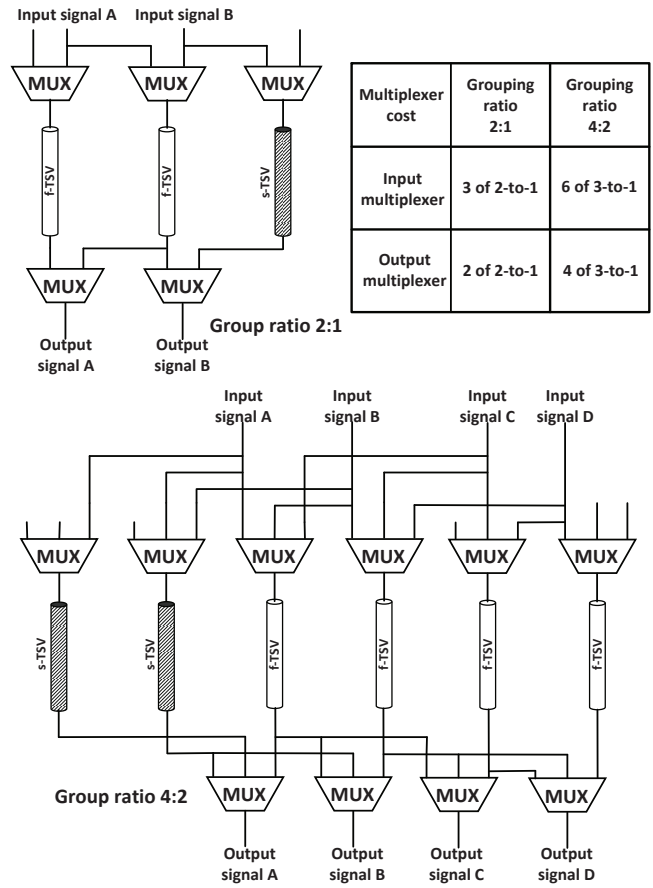 Input signal A
Input signal B
MUX
MUX
MUX
f-TSV
f-TSV
s-TSV
MUX
MUX
Output
signal A
Output
signal B
Group ratio 2:1
Multiplexer
cost
Grouping
ratio
2:1
Grouping
ratio
4:2
Input
multiplexer
3 of 2-to-1
6 of 3-to-1
Output
multiplexer
2 of 2-to-1
4 of 3-to-1
Input
signal A
Input
signal B
Input
signal C
Input
signal D
MUX
MUX
MUX
MUX
MUX
MUX
s-TSV
s-TSV
f-TSV
f-TSV
f-TSV
f-TSV
Group ratio 4:2
MUX
MUX
MUX
MUX
Output
signal A
Output
signal B
Output
signal C
Output
signal D